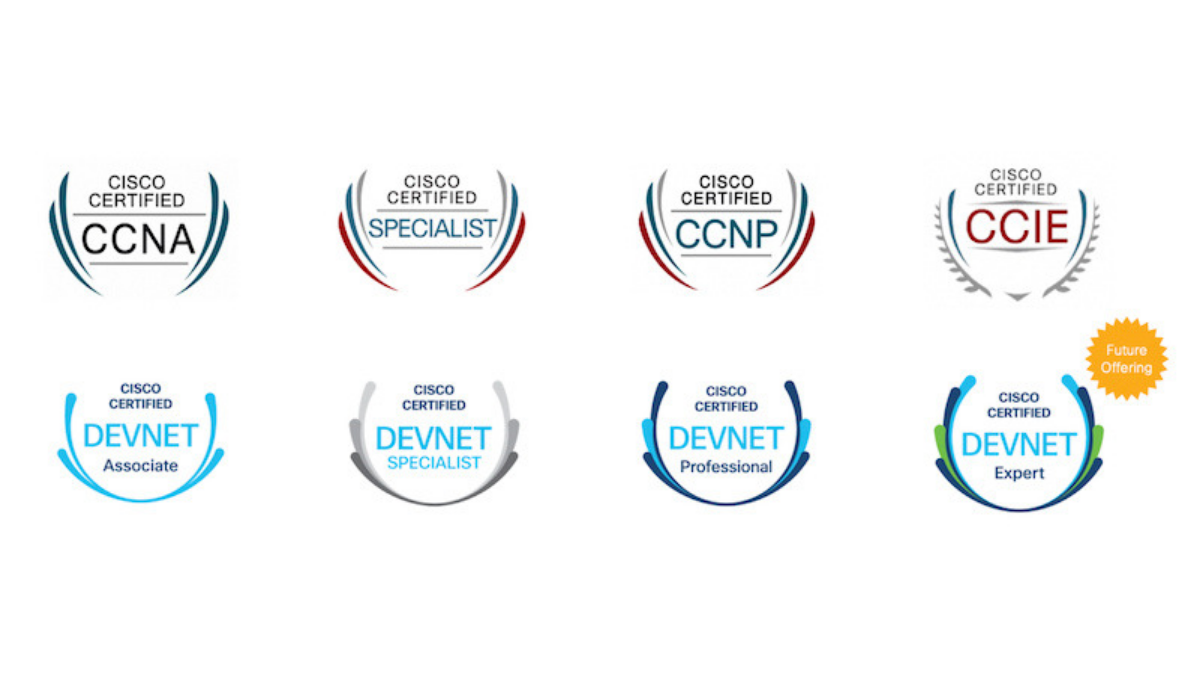 CISCO
CERTIFIED
CCNA
CISCO
CERTIFIED
SPECIALIST
CISCO
CERTIFIED
CCNP
CISCO
CERTIFIED
CCIE
CISCO
CERTIFIED
DEVNET
Associate
CISCO
CERTIFIED
DEVNET
SPECIALIST
CISCO
CERTIFIED
DEVNET
Professional
Future
Offering
CISCO
CERTIFIED
DEVNET
Expert